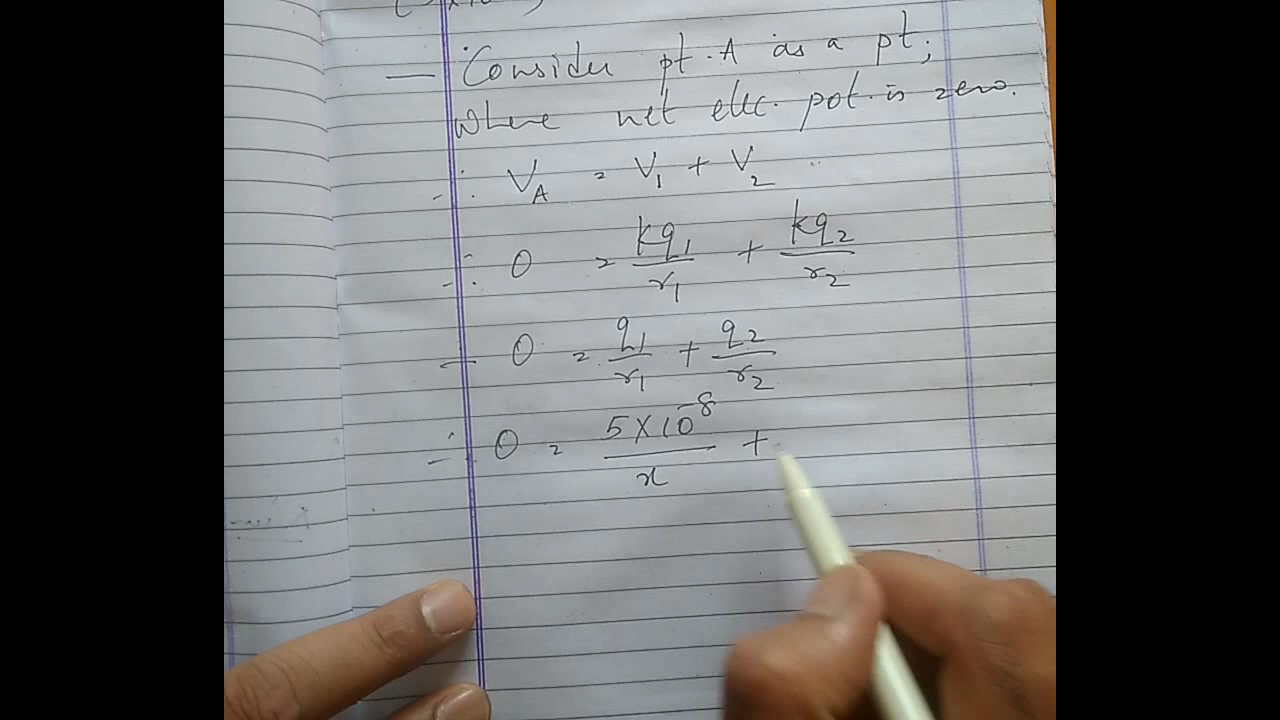 — Consider pt. A as a pt;
where net elec. pot. is zero.
∴ V_A = V_1 + V_2
∴ 0 = kq_1/r_1 + kq_2/r_2
— 0 = q_1/r_1 + q_2/r_2
∴ 0 = 5×10^-8/x +